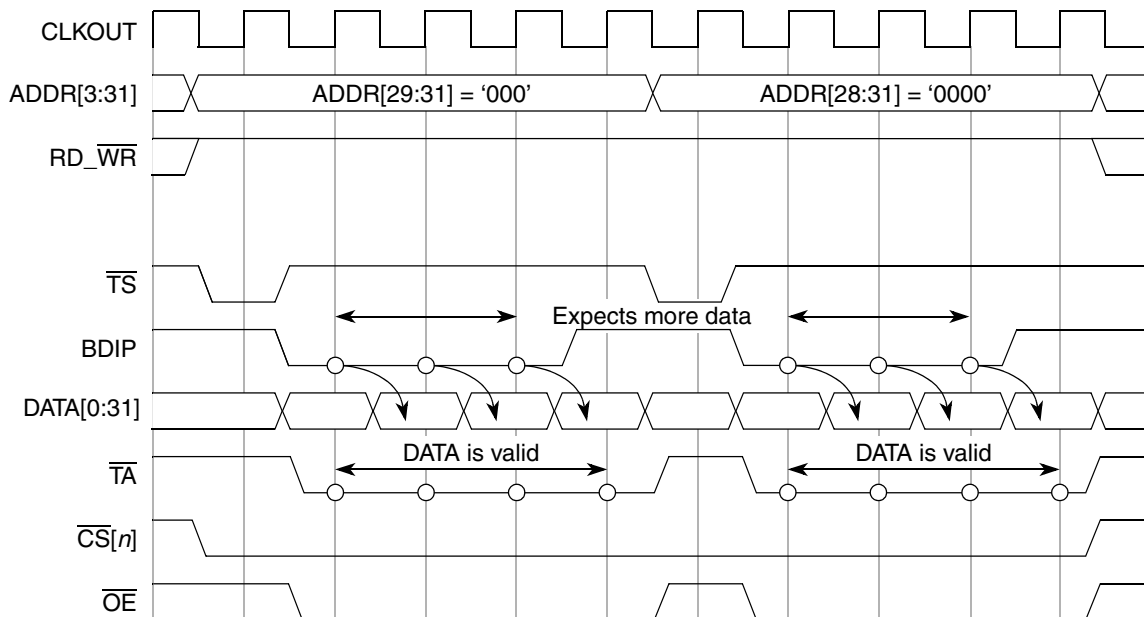 CLKOUT
ADDR[3:31]
ADDR[29:31] = ‘000’
ADDR[28:31] = ‘0000’
RD_WR
TS
Expects more data
BDIP
DATA[0:31]
DATA is valid
DATA is valid
TA
CS[n]
OE